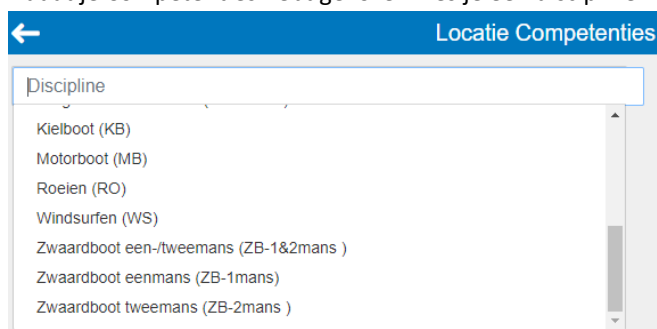 Locatie Competenties
Discipline
Kielboot (KB)
Motorboot (MB)
Roeien (RO)
Windsurfen (WS)
Zwaardboot een-/tweemans (ZB-1&2mans )
Zwaardboot eenmans (ZB-1mans)
Zwaardboot tweemans (ZB-2mans )